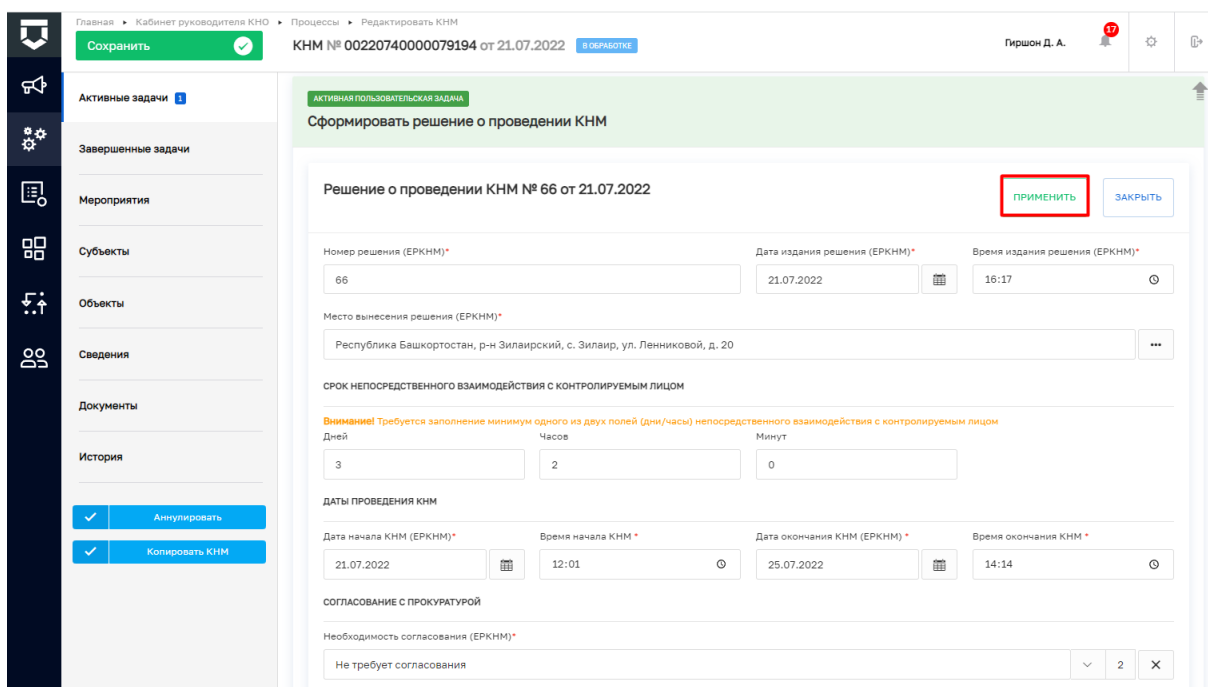 Главная ▸ Кабинет руководителя КНО ▸ Процессы ▸ Редактировать КНМ
Сохранить
КНМ № 00220740000079194 от 21.07.2022 В ОБРАБОТКЕ
Гиршон Д. А.
17
Активные задачи 1
Завершенные задачи
Мероприятия
Субъекты
Объекты
Сведения
Документы
История
Аннулировать
Копировать КНМ
АКТИВНАЯ ПОЛЬЗОВАТЕЛЬСКАЯ ЗАДАЧА
Сформировать решение о проведении КНМ
Решение о проведении КНМ № 66 от 21.07.2022
ПРИМЕНИТЬ
ЗАКРЫТЬ
Номер решения (ЕРКНМ)* Дата издания решения (ЕРКНМ)* Время издания решения (ЕРКНМ)*
66 21.07.2022 16:17
Место вынесения решения (ЕРКНМ)*
Республика Башкортостан, р-н Зилаирский, с. Зилаир, ул. Ленниковой, д. 20
СРОК НЕПОСРЕДСТВЕННОГО ВЗАИМОДЕЙСТВИЯ С КОНТРОЛИРУЕМЫМ ЛИЦОМ
Внимание! Требуется заполнение минимум одного из двух полей (дни/часы) непосредственного взаимодействия с контролируемым лицом
Дней Часов Минут
3 2 0
ДАТЫ ПРОВЕДЕНИЯ КНМ
Дата начала КНМ (ЕРКНМ)* Время начала КНМ * Дата окончания КНМ (ЕРКНМ) * Время окончания КНМ *
21.07.2022 12:01 25.07.2022 14:14
СОГЛАСОВАНИЕ С ПРОКУРАТУРОЙ
Необходимость согласования (ЕРКНМ)*
Не требует согласования 2